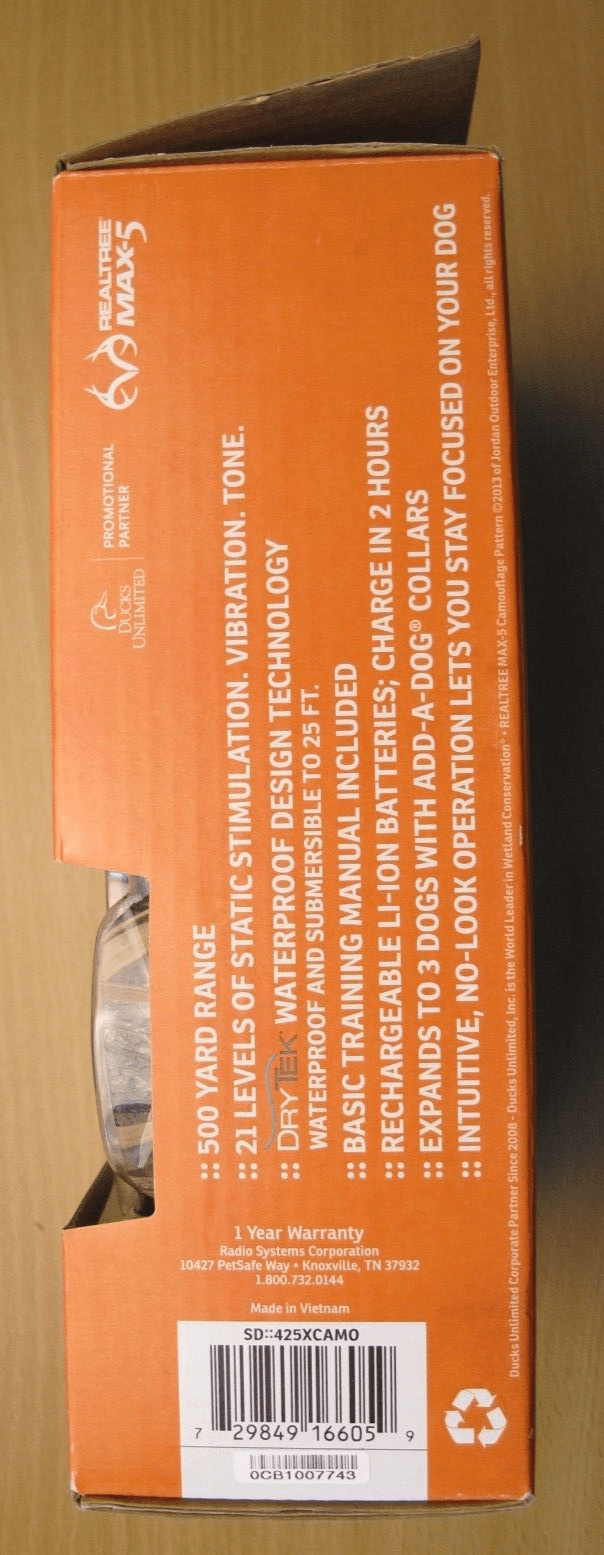 REALTREE
MAX-5
PROMOTIONAL
PARTNER
DUCKS
UNLIMITED
:: 500 YARD RANGE
:: 21 LEVELS OF STATIC STIMULATION. VIBRATION. TONE.
:: DRYTEK™ WATERPROOF DESIGN TECHNOLOGY
WATERPROOF AND SUBMERSIBLE TO 25 FT.
:: BASIC TRAINING MANUAL INCLUDED
:: RECHARGEABLE LI-ION BATTERIES; CHARGE IN 2 HOURS
:: EXPANDS TO 3 DOGS WITH ADD-A-DOG® COLLARS
:: INTUITIVE, NO-LOOK OPERATION LETS YOU STAY FOCUSED ON YOUR DOG
Ducks Unlimited Corporate Partner Since 2008 - Ducks Unlimited, Inc. is the World Leader in Wetland Conservation® • REALTREE MAX-5 Camouflage Pattern ©2013 of Jordan Outdoor Enterprise, Ltd., all rights reserved.
1 Year Warranty
Radio Systems Corporation
10427 PetSafe Way • Knoxville, TN 37932
1.800.732.0144
Made in Vietnam
SD::425XCAMO
7 29849 16605 9
0CB1007743